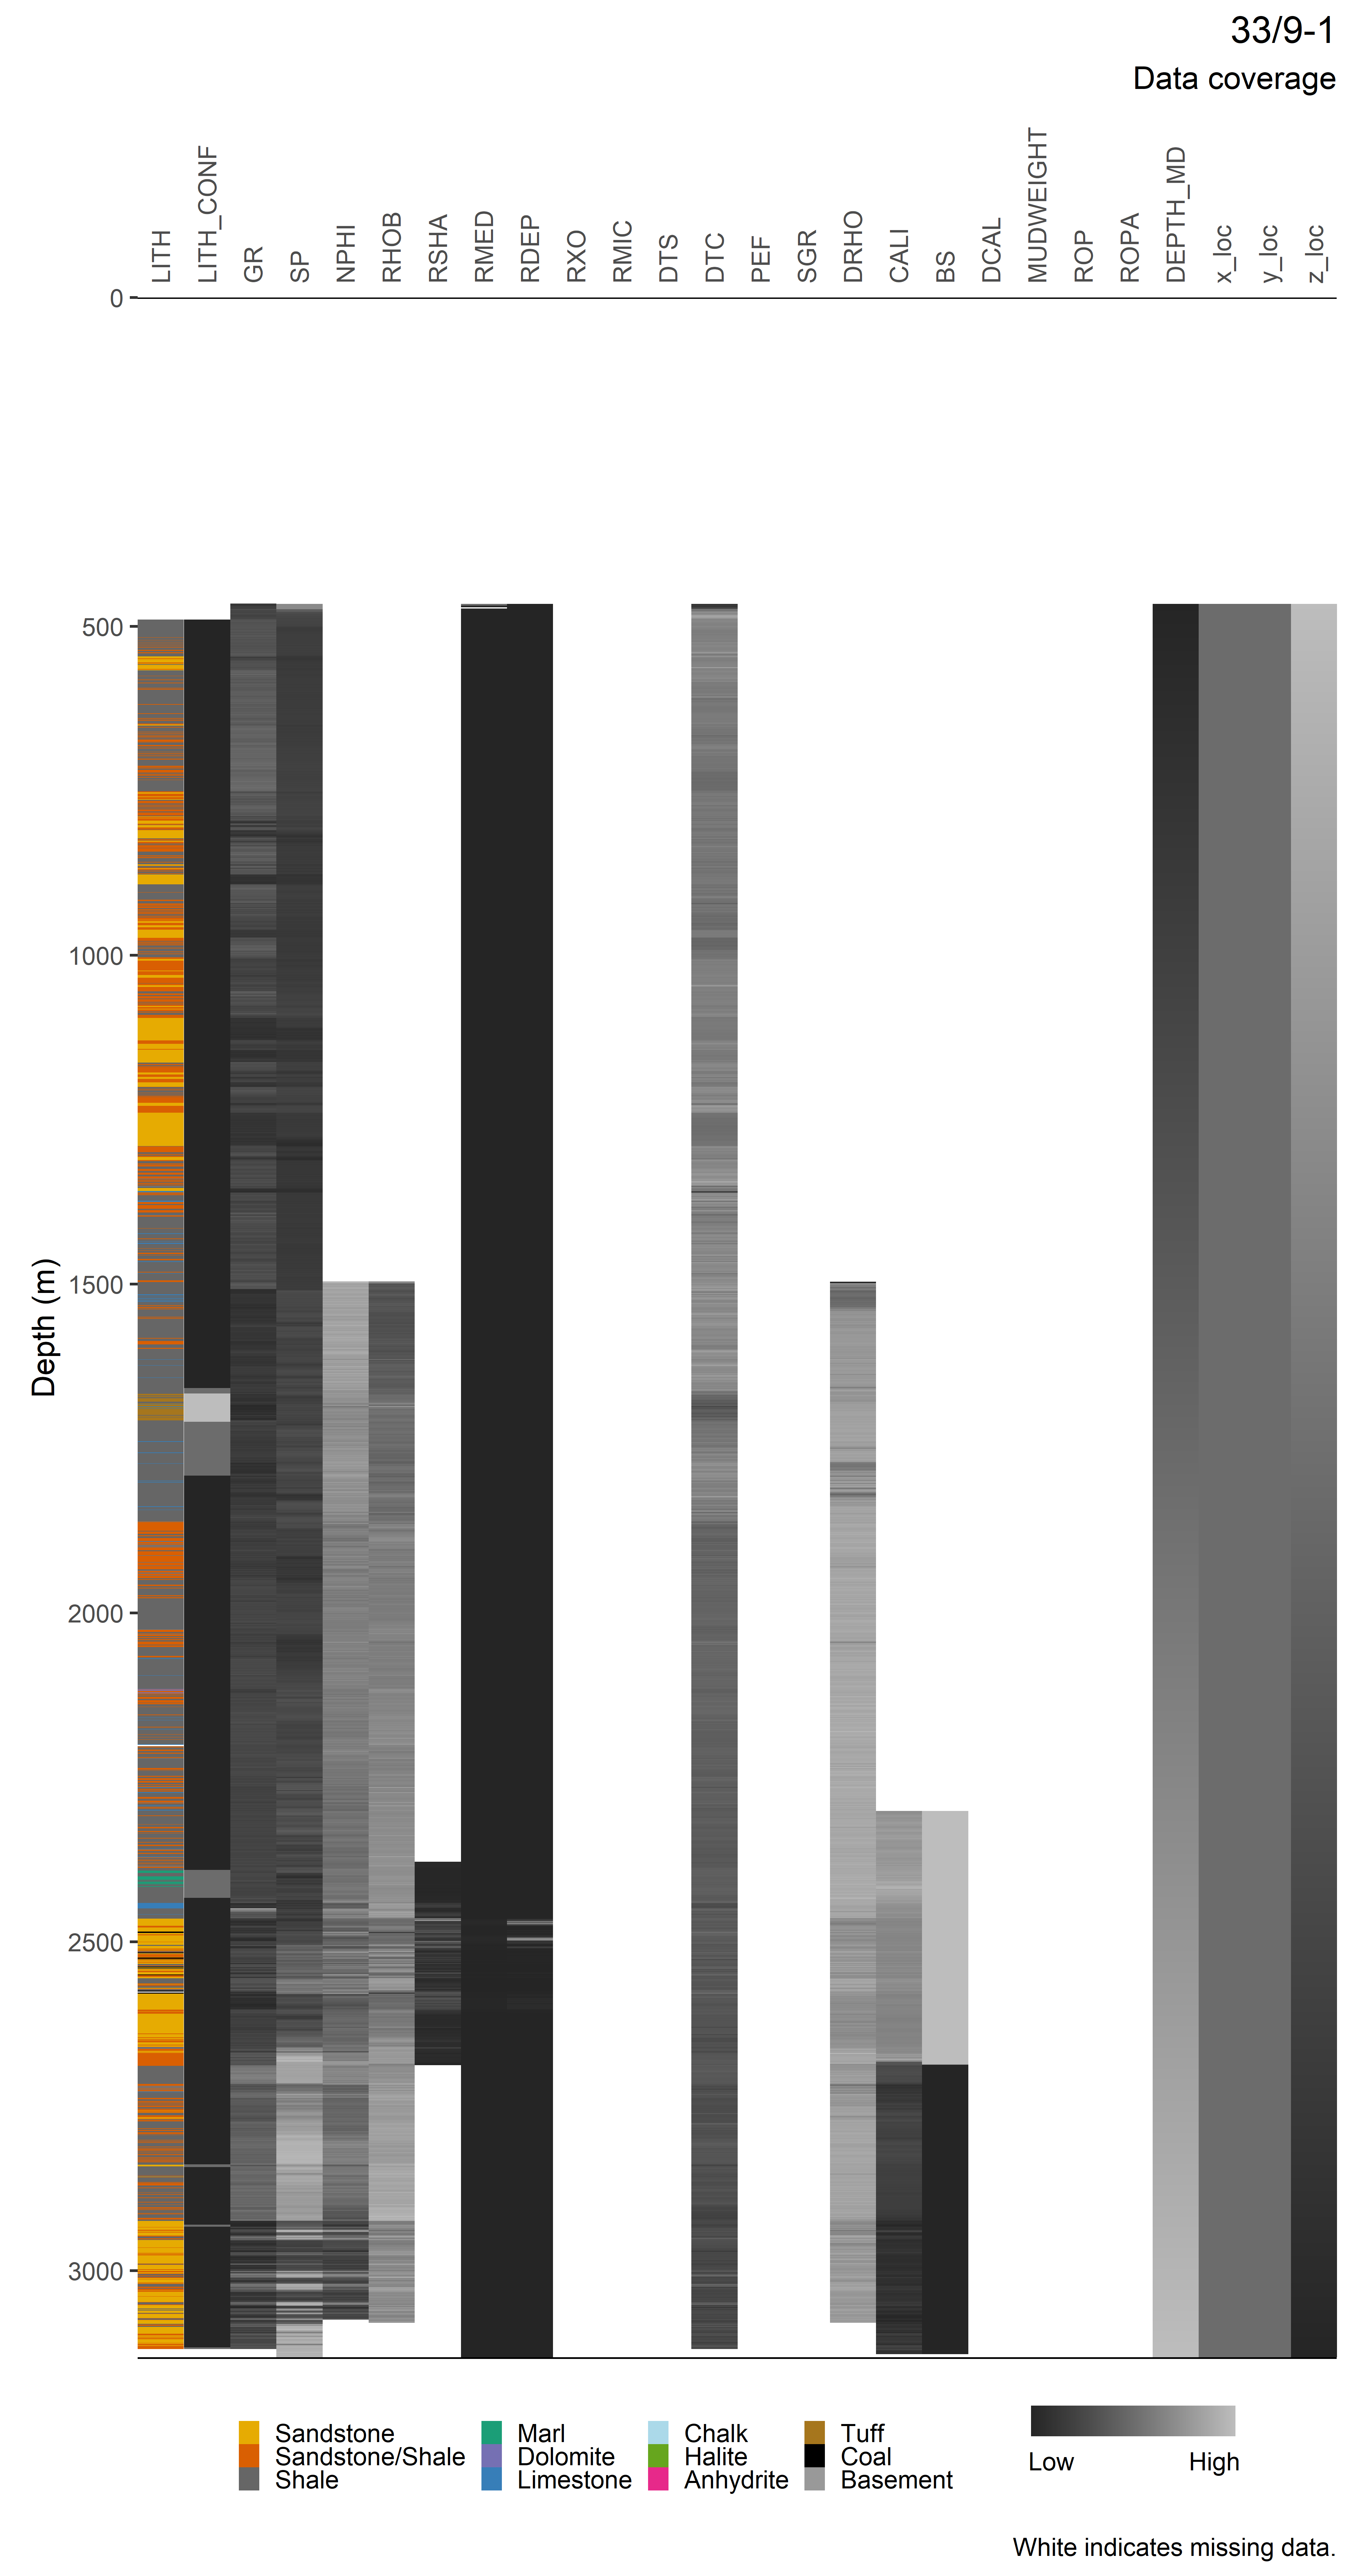 33/9-1
Data coverage
LITH
LITH_CONF
GR
SP
NPHI
RHOB
RSHA
RMED
RDEP
RXO
RMIC
DTS
DTC
PEF
SGR
DRHO
CALI
BS
DCAL
MUDWEIGHT
ROP
ROPA
DEPTH_MD
x_loc
y_loc
z_loc
0
500
1000
1500
2000
2500
3000
Depth (m)
Sandstone
Sandstone/Shale
Shale
Marl
Dolomite
Limestone
Chalk
Halite
Anhydrite
Tuff
Coal
Basement
Low High
White indicates missing data.